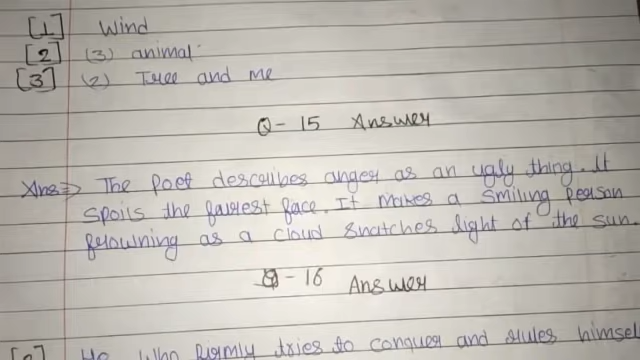 [1] Wind
[2] (3) animal
[3] (2) Tree and me
Q - 15 Answer
Ans⇒ The Poet describes anger as an ugly thing. It
spoils the fairest face. It makes a smiling Person
frowning as a cloud snatches light of the sun.
Q - 16 Answer
He Who firmly tries to conquer and rules himself